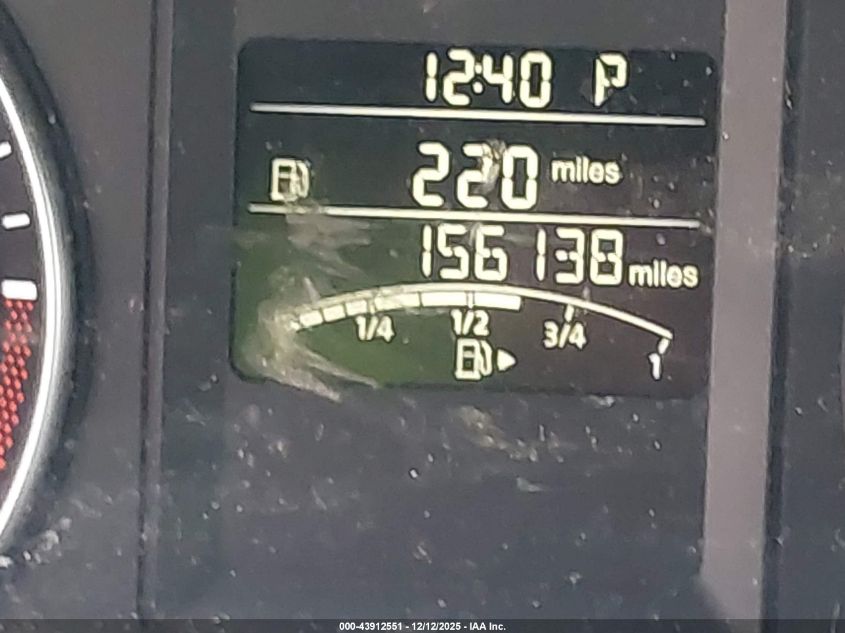 12:40 P
220 miles
156138 miles
1/4 1/2 3/4 1
000-43912551 - 12/12/2025 - IAA Inc.